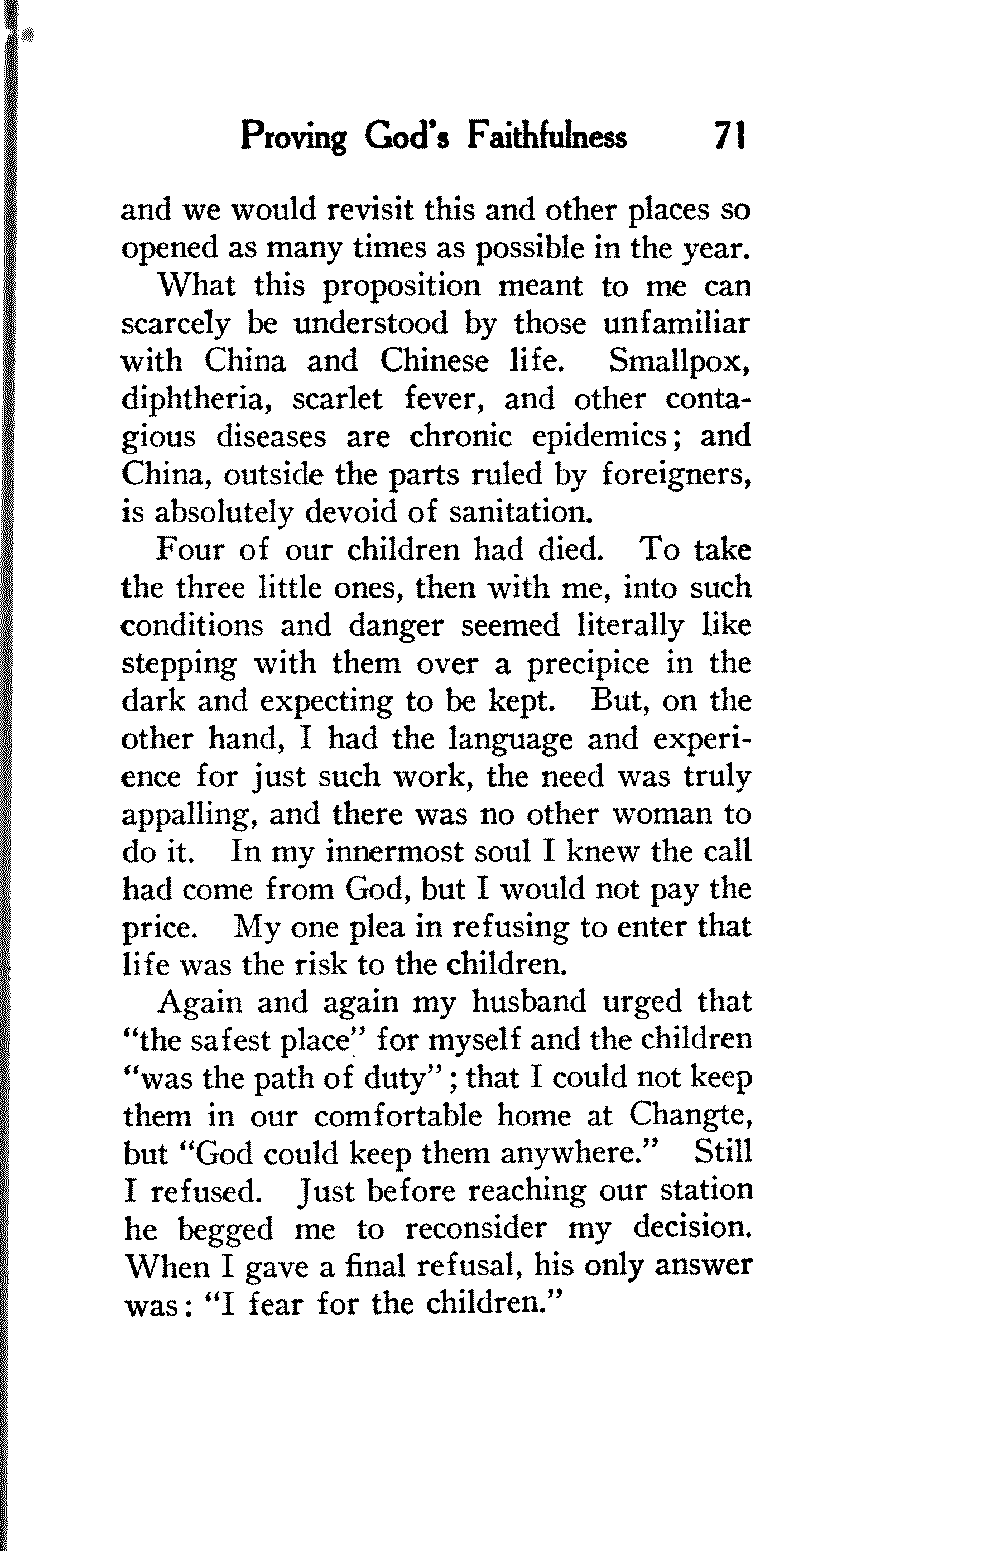 Proving God's Faithfulness 71
and we would revisit this and other places so
opened as many times as possible in the year.
What this proposition meant to me can
scarcely be understood by those unfamiliar
with China and Chinese life. Smallpox,
diphtheria, scarlet fever, and other conta-
gious diseases are chronic epidemics; and
China, outside the parts ruled by foreigners,
is absolutely devoid of sanitation.
Four of our children had died. To take
the three little ones, then with me, into such
conditions and danger seemed literally like
stepping with them over a precipice in the
dark and expecting to be kept. But, on the
other hand, I had the language and experi-
ence for just such work, the need was truly
appalling, and there was no other woman to
do it. In my innermost soul I knew the call
had come from God, but I would not pay the
price. My one plea in refusing to enter that
life was the risk to the children.
Again and again my husband urged that
“the safest place” for myself and the children
“was the path of duty”; that I could not keep
them in our comfortable home at Changte,
but “God could keep them anywhere.” Still
I refused. Just before reaching our station
he begged me to reconsider my decision.
When I gave a final refusal, his only answer
was: “I fear for the children.”